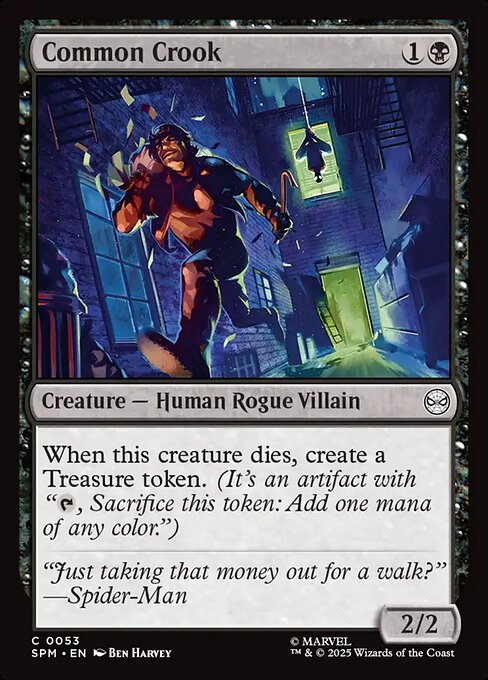 Common Crook 1
Creature — Human Rogue Villain
When this creature dies, create a
Treasure token. (It's an artifact with
“, Sacrifice this token: Add one mana
of any color.”)
“Just taking that money out for a walk?”
—Spider-Man
2/2
C 0053
SPM • EN BEN HARVEY
© MARVEL
™ & © 2025 Wizards of the Coast